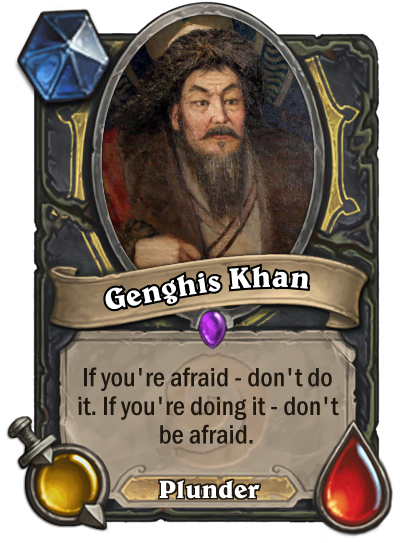 Genghis Khan
If you're afraid - don't do
it. If you're doing it - don't
be afraid.
Plunder